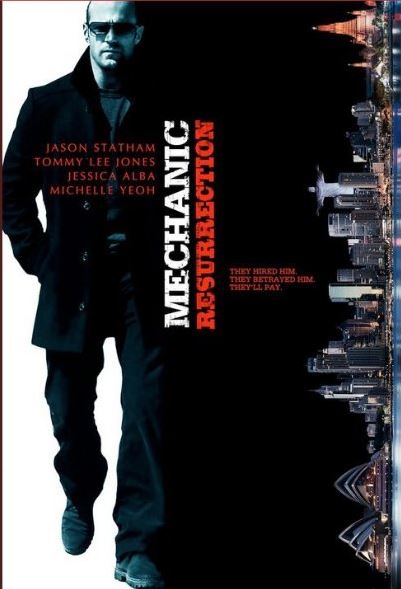 JASON STATHAM
TOMMY LEE JONES
JESSICA ALBA
MICHELLE YEOH
MECHANIC
RESURRECTION
THEY HIRED HIM.
THEY BETRAYED HIM.
THEY'LL PAY.